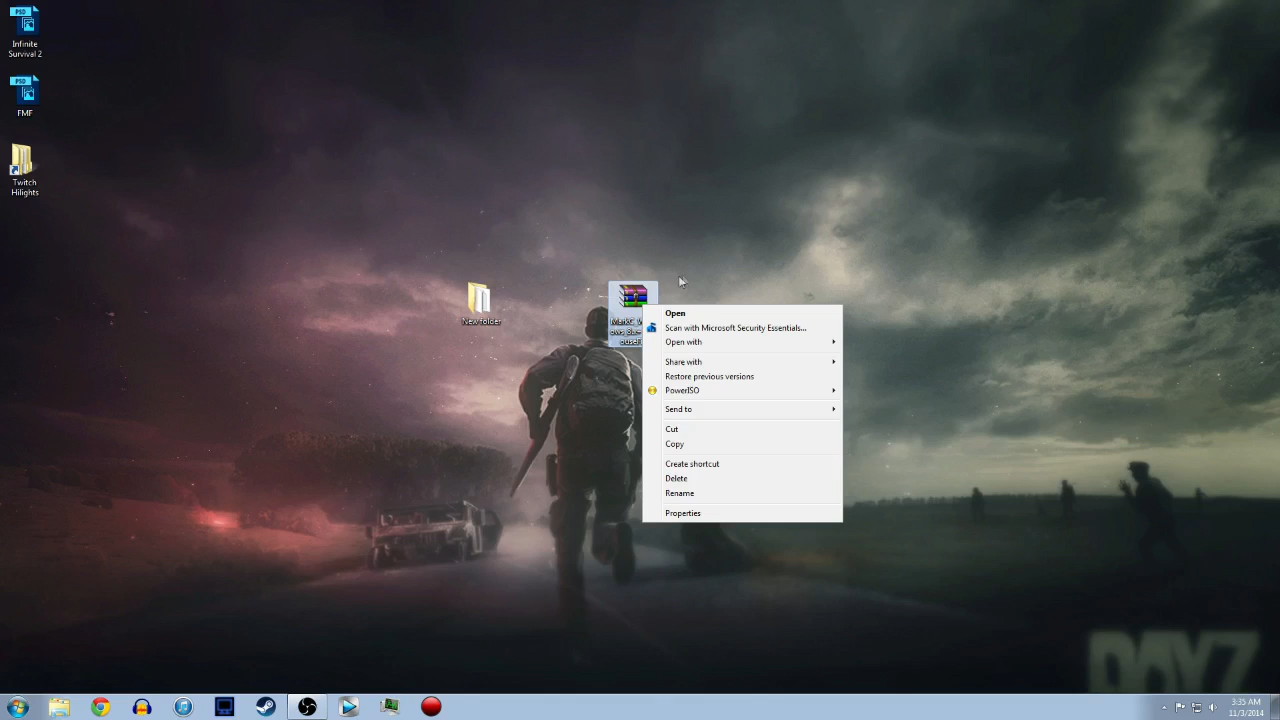 Infinite
Survival 2
FMF
Twitch
Hilights
New folder
Open
Scan with Microsoft Security Essentials...
Open with
Share with
Restore previous versions
PowerISO
Send to
Cut
Copy
Create shortcut
Delete
Rename
Properties
DAYZ
3:35 AM
11/3/2014